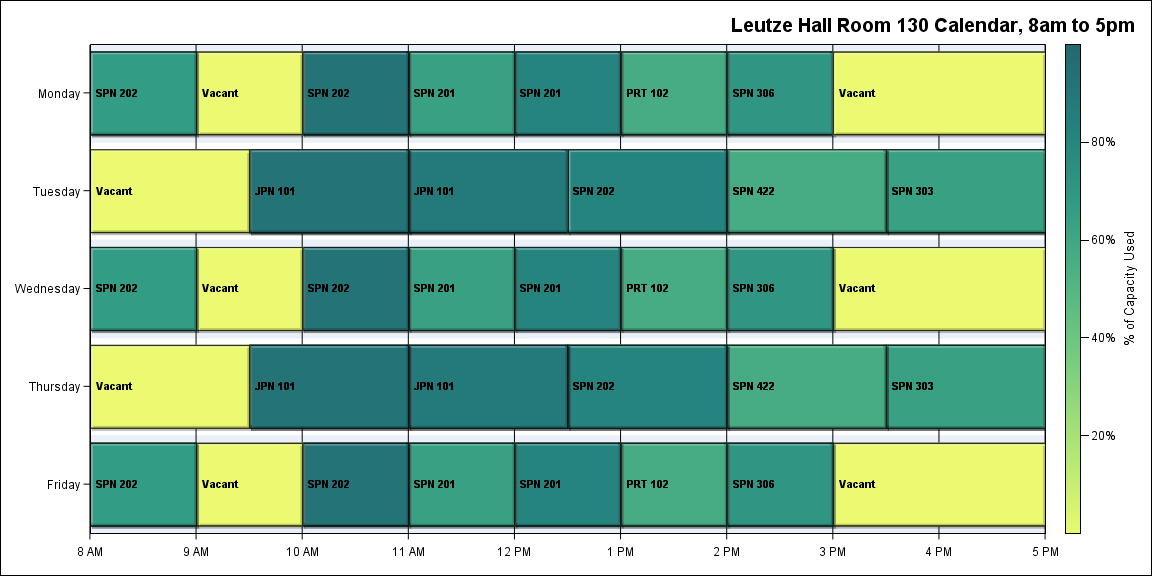 Leutze Hall Room 130 Calendar, 8am to 5pm
Monday
SPN 202 Vacant SPN 202 SPN 201 SPN 201 PRT 102 SPN 306 Vacant
Tuesday
Vacant JPN 101 JPN 101 SPN 202 SPN 422 SPN 303
Wednesday
SPN 202 Vacant SPN 202 SPN 201 SPN 201 PRT 102 SPN 306 Vacant
Thursday
Vacant JPN 101 JPN 101 SPN 202 SPN 422 SPN 303
Friday
SPN 202 Vacant SPN 202 SPN 201 SPN 201 PRT 102 SPN 306 Vacant
8 AM 9 AM 10 AM 11 AM 12 PM 1 PM 2 PM 3 PM 4 PM 5 PM
80%
60%
40%
20%
% of Capacity Used